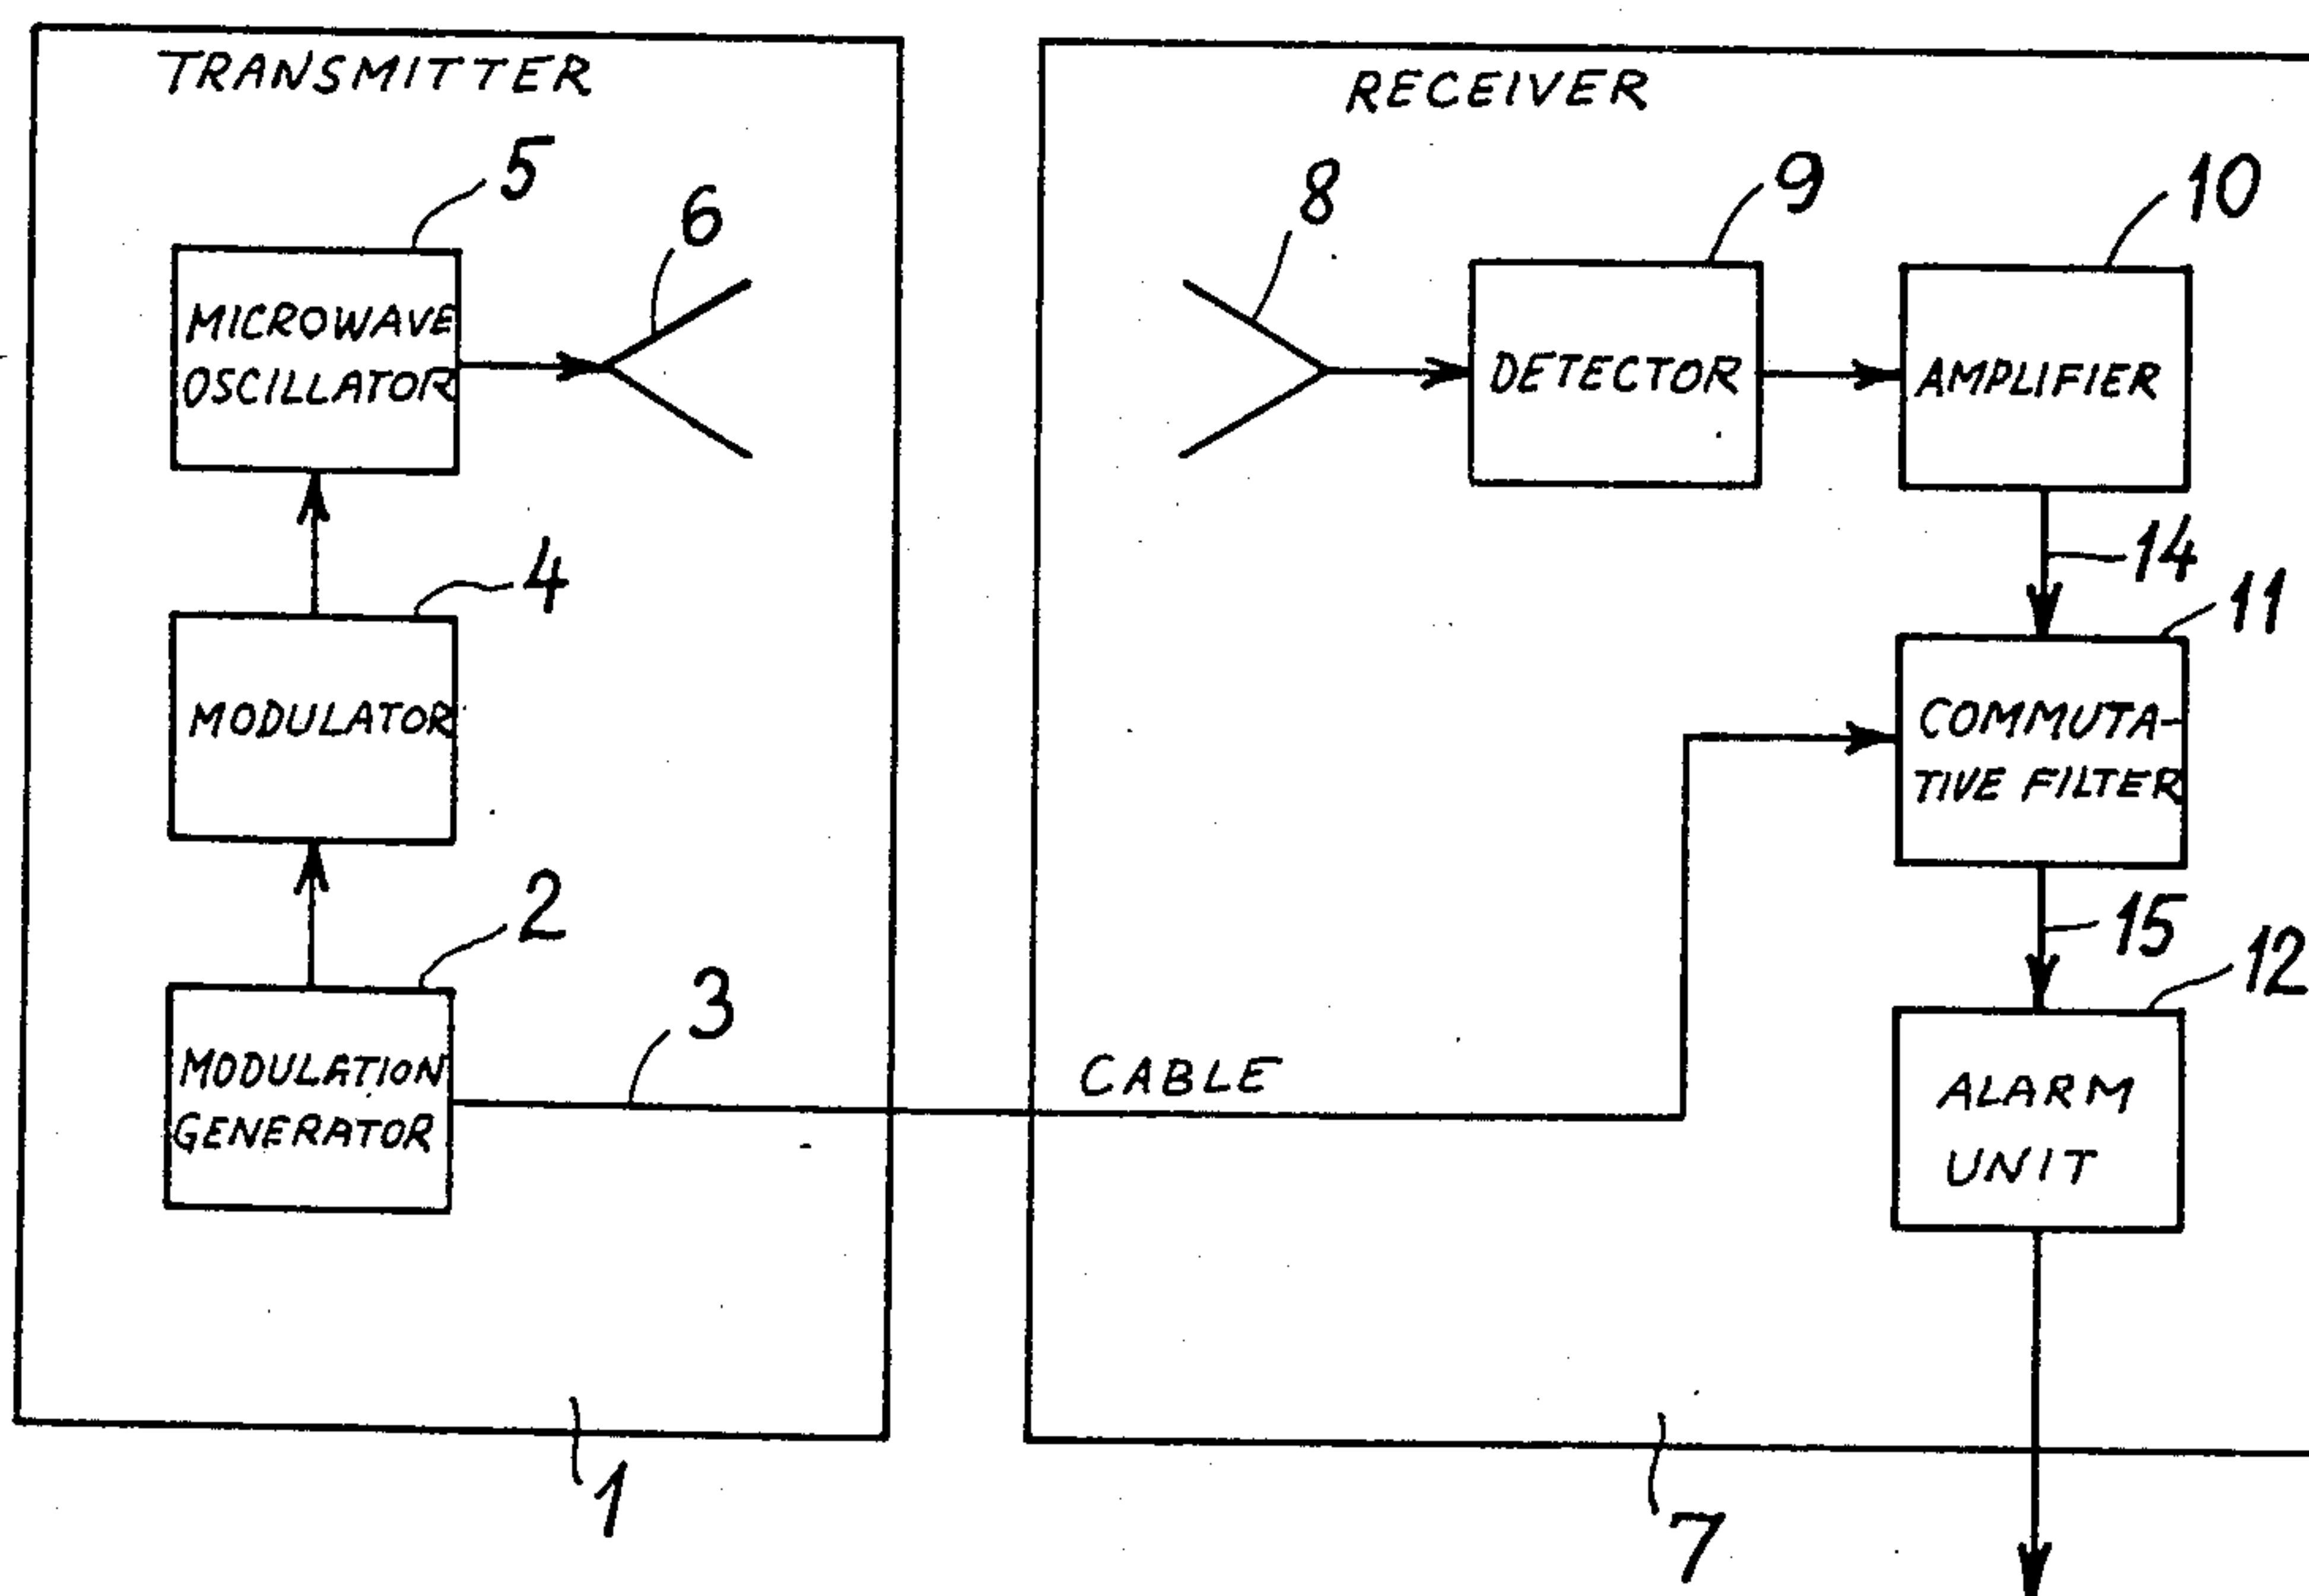 TRANSMITTER
5
6
MICROWAVE
OSCILLATOR
4
MODULATOR
2
3
MODULATION
GENERATOR
1
CABLE
RECEIVER
8
9
10
DETECTOR
AMPLIFIER
14
11
COMMUTA-
TIVE FILTER
15
12
ALARM
UNIT
7